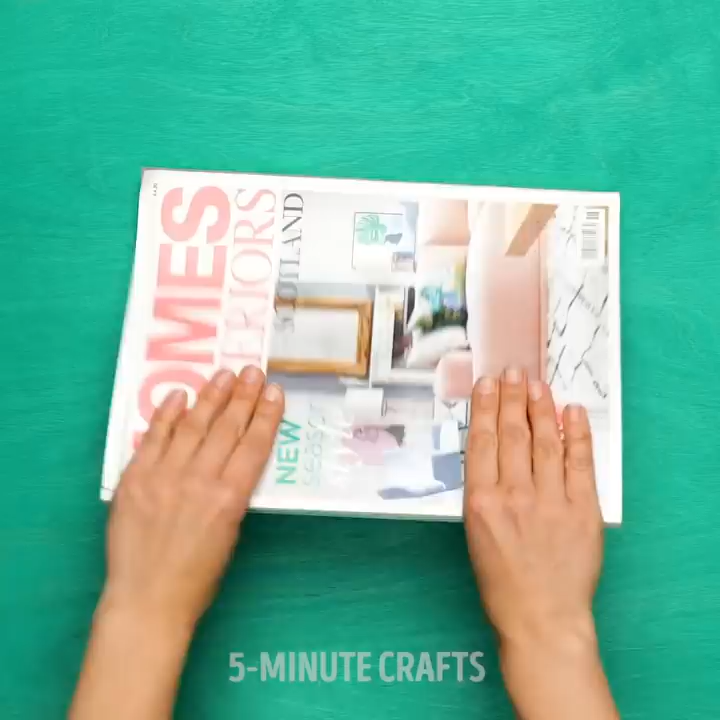 OMES
ERIORS
SCOTLAND
NEW
season
5-MINUTE CRAFTS